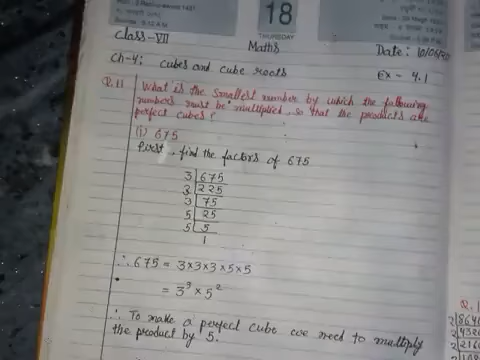 18
THURSDAY
Class-VII
Maths
Ch-4: cubes and cube roots
Ex - 4.1
Q.11 What is the smallest number by which the following
numbers must be multiplied, so that the products are
perfect cubes?
(i) 675
First, find the factors of 675
3 | 675
3 | 225
3 | 75
5 | 25
5 | 5
1
∴ 675 = 3×3×3×5×5
= 3³ × 5²
∴ To make a perfect cube we need to multiply
the product by 5.